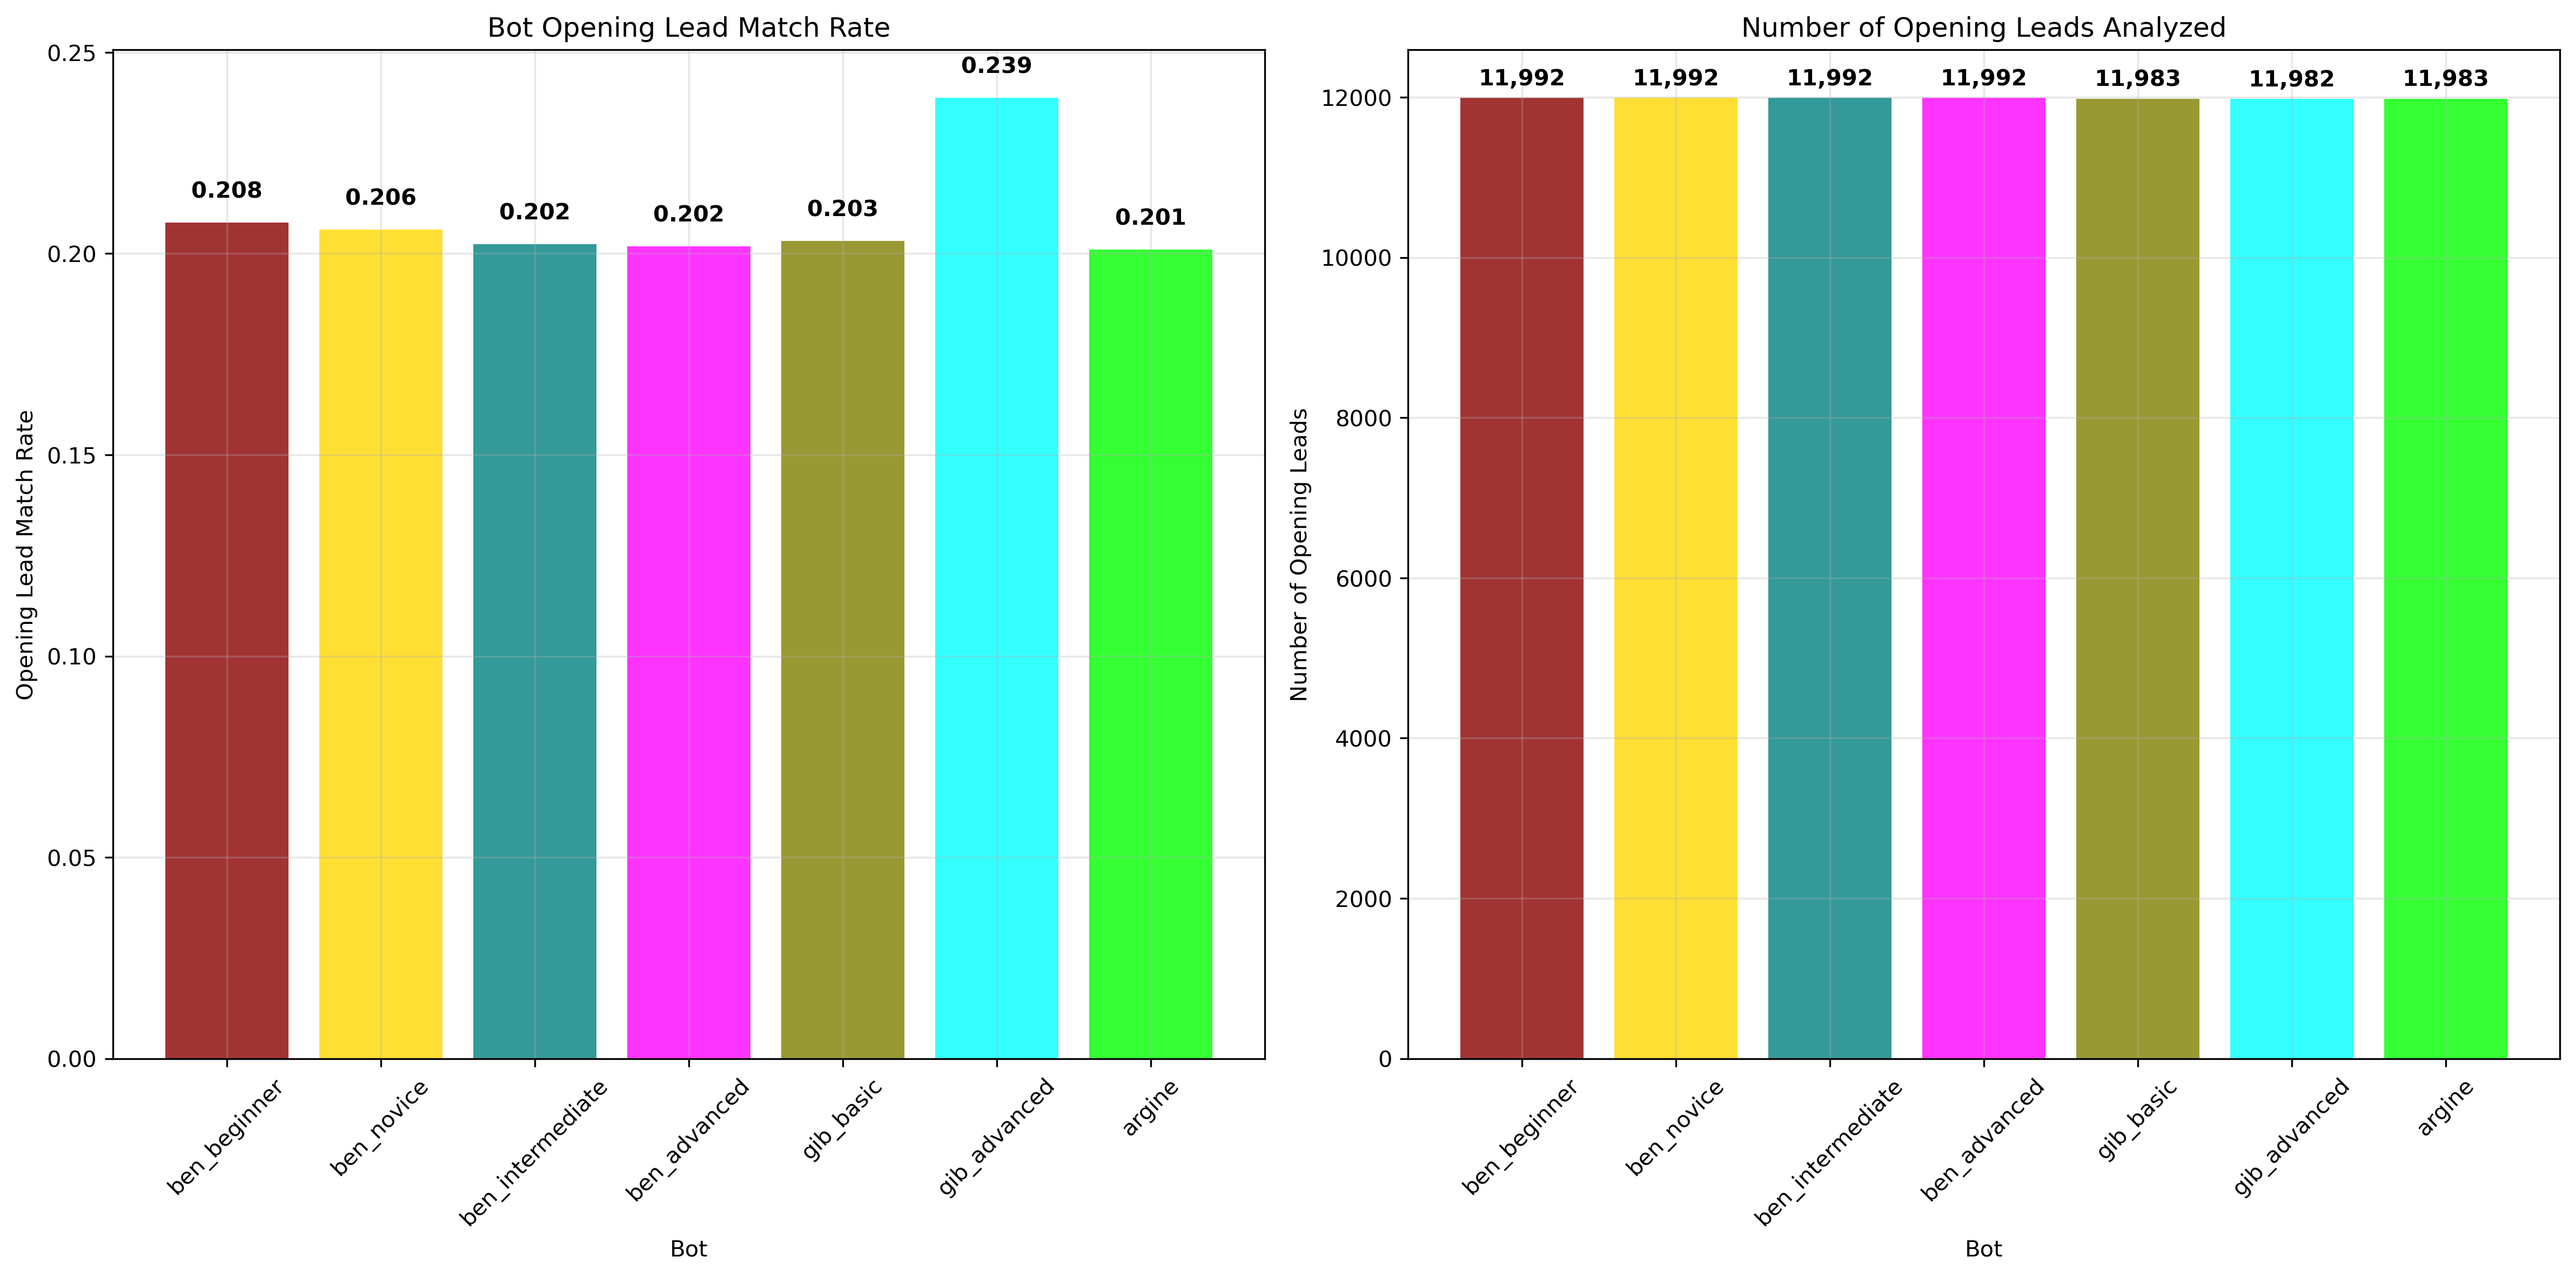 Bot Opening Lead Match Rate
Opening Lead Match Rate
0.25
0.20
0.15
0.10
0.05
0.00
0.208
0.206
0.202
0.202
0.203
0.239
0.201
ben_beginner
ben_novice
ben_intermediate
ben_advanced
gib_basic
gib_advanced
argine
Bot
Number of Opening Leads Analyzed
Number of Opening Leads
12000
10000
8000
6000
4000
2000
0
11,992
11,992
11,992
11,992
11,983
11,982
11,983
ben_beginner
ben_novice
ben_intermediate
ben_advanced
gib_basic
gib_advanced
argine
Bot